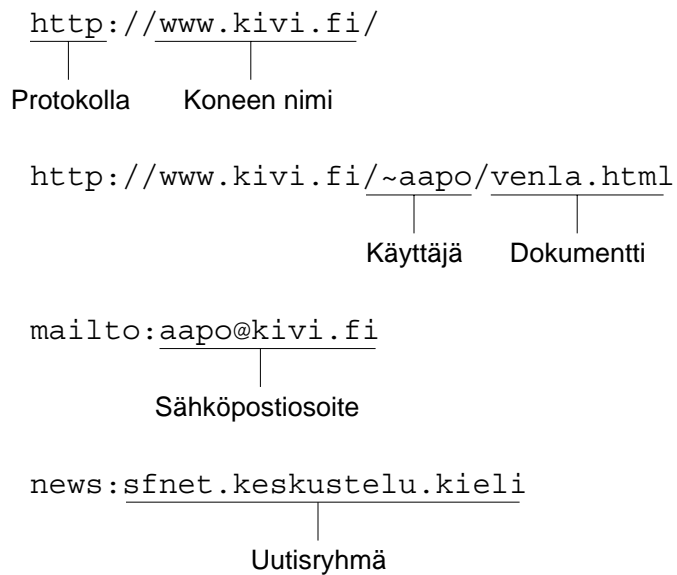 http://www.kivi.fi/
Protokolla Koneen nimi
http://www.kivi.fi/~aapo/venla.html
Käyttäjä Dokumentti
mailto:aapo@kivi.fi
Sähköpostiosoite
news:sfnet.keskustelu.kieli
Uutisryhmä